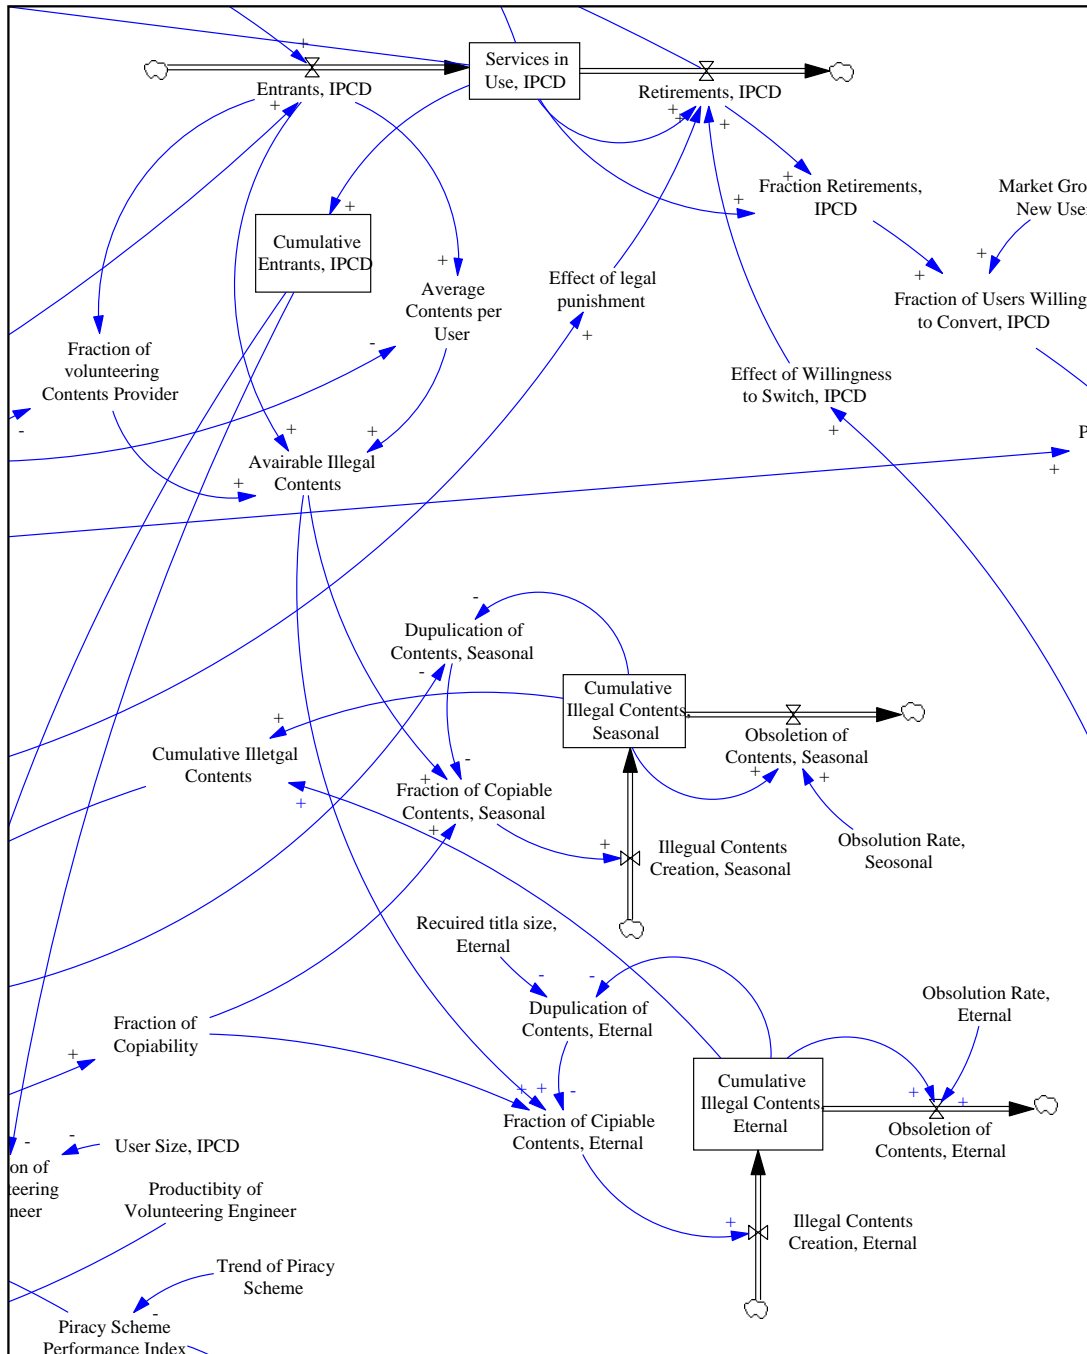 Services in
Use, IPCD
Entrants, IPCD
Retirements, IPCD
Fraction Retirements,
IPCD
Market Gro
New User
Cumulative
Entrants, IPCD
Effect of legal
punishment
Average
Contents per
User
Fraction of Users Willing
to Convert, IPCD
Fraction of
volunteering
Contents Provider
Effect of Willingness
to Switch, IPCD
P
Avairable Illegal
Contents
Dupulication of
Contents, Seasonal
Cumulative
Illegal Contents,
Seasonal
Obsoletion of
Contents, Seasonal
Cumulative Illetgal
Contents
Fraction of Copiable
Contents, Seasonal
Obsolution Rate,
Seosonal
Illegual Contents
Creation, Seasonal
Recuired titla size,
Eternal
Dupulication of
Contents, Eternal
Obsolution Rate,
Eternal
Fraction of
Copiability
Cumulative
Illegal Contents,
Eternal
Fraction of Cipiable
Contents, Eternal
Obsoletion of
Contents, Eternal
User Size, IPCD
on of
teering
neer
Productibity of
Volunteering Engineer
Illegal Contents
Creation, Eternal
Trend of Piracy
Scheme
Piracy Scheme
Performance Index